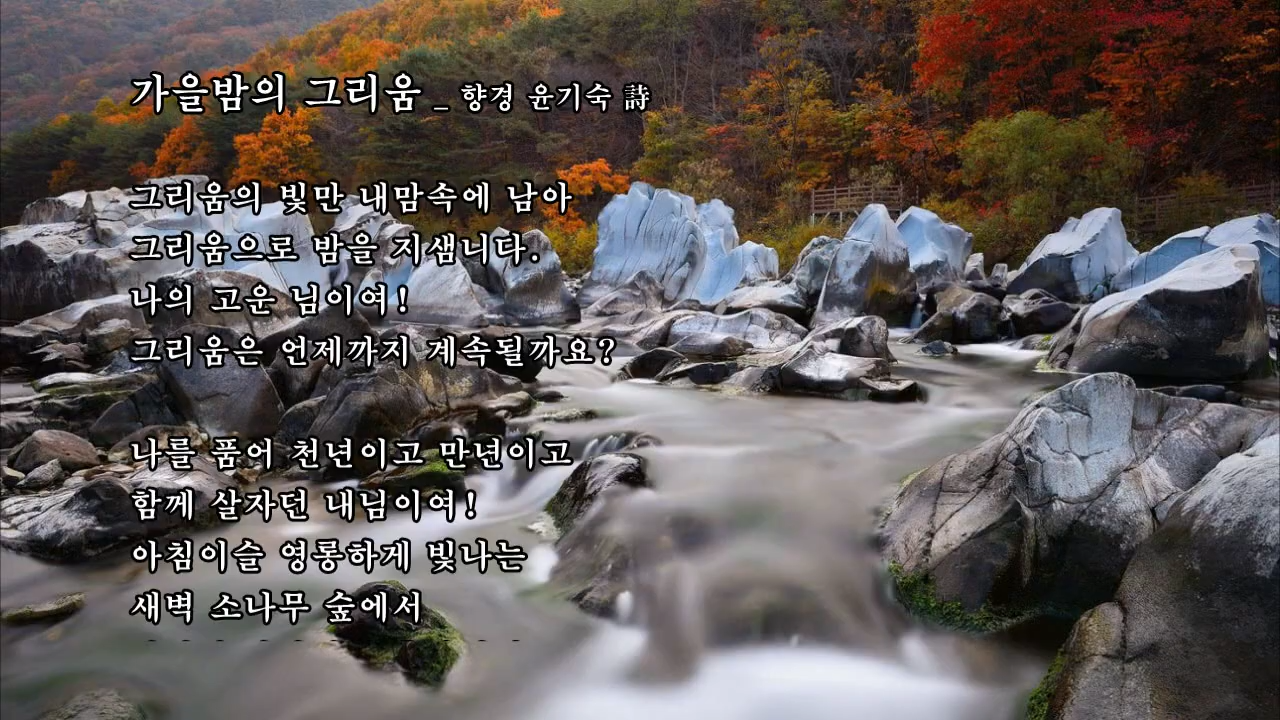 가을밤의 그리움 _ 향경 윤기숙 詩
그리움의 빛만 내맘속에 남아
그리움으로 밤을 지샙니다.
나의 고운 님이여!
그리움은 언제까지 계속될까요?
나를 품어 천년이고 만년이고
함께 살자던 내님이여!
아침이슬 영롱하게 빛나는
새벽 소나무 숲에서